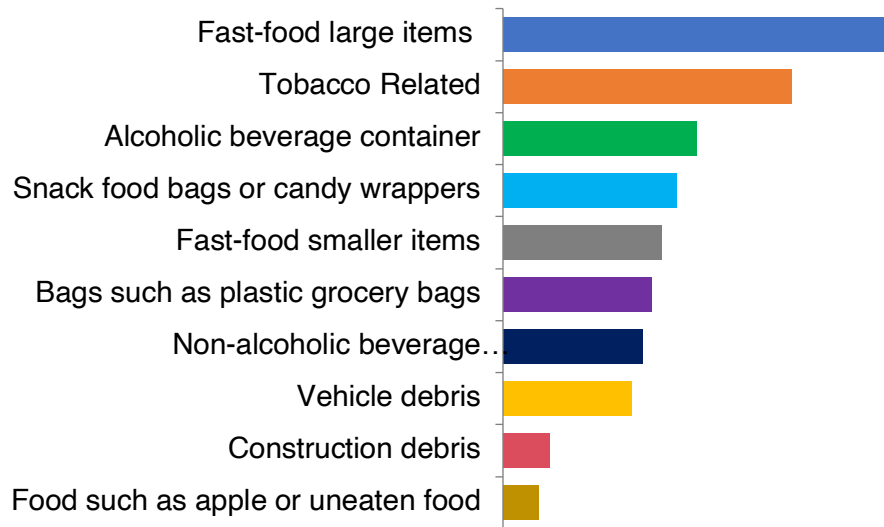 Fast-food large items
Tobacco Related
Alcoholic beverage container
Snack food bags or candy wrappers
Fast-food smaller items
Bags such as plastic grocery bags
Non-alcoholic beverage…
Vehicle debris
Construction debris
Food such as apple or uneaten food